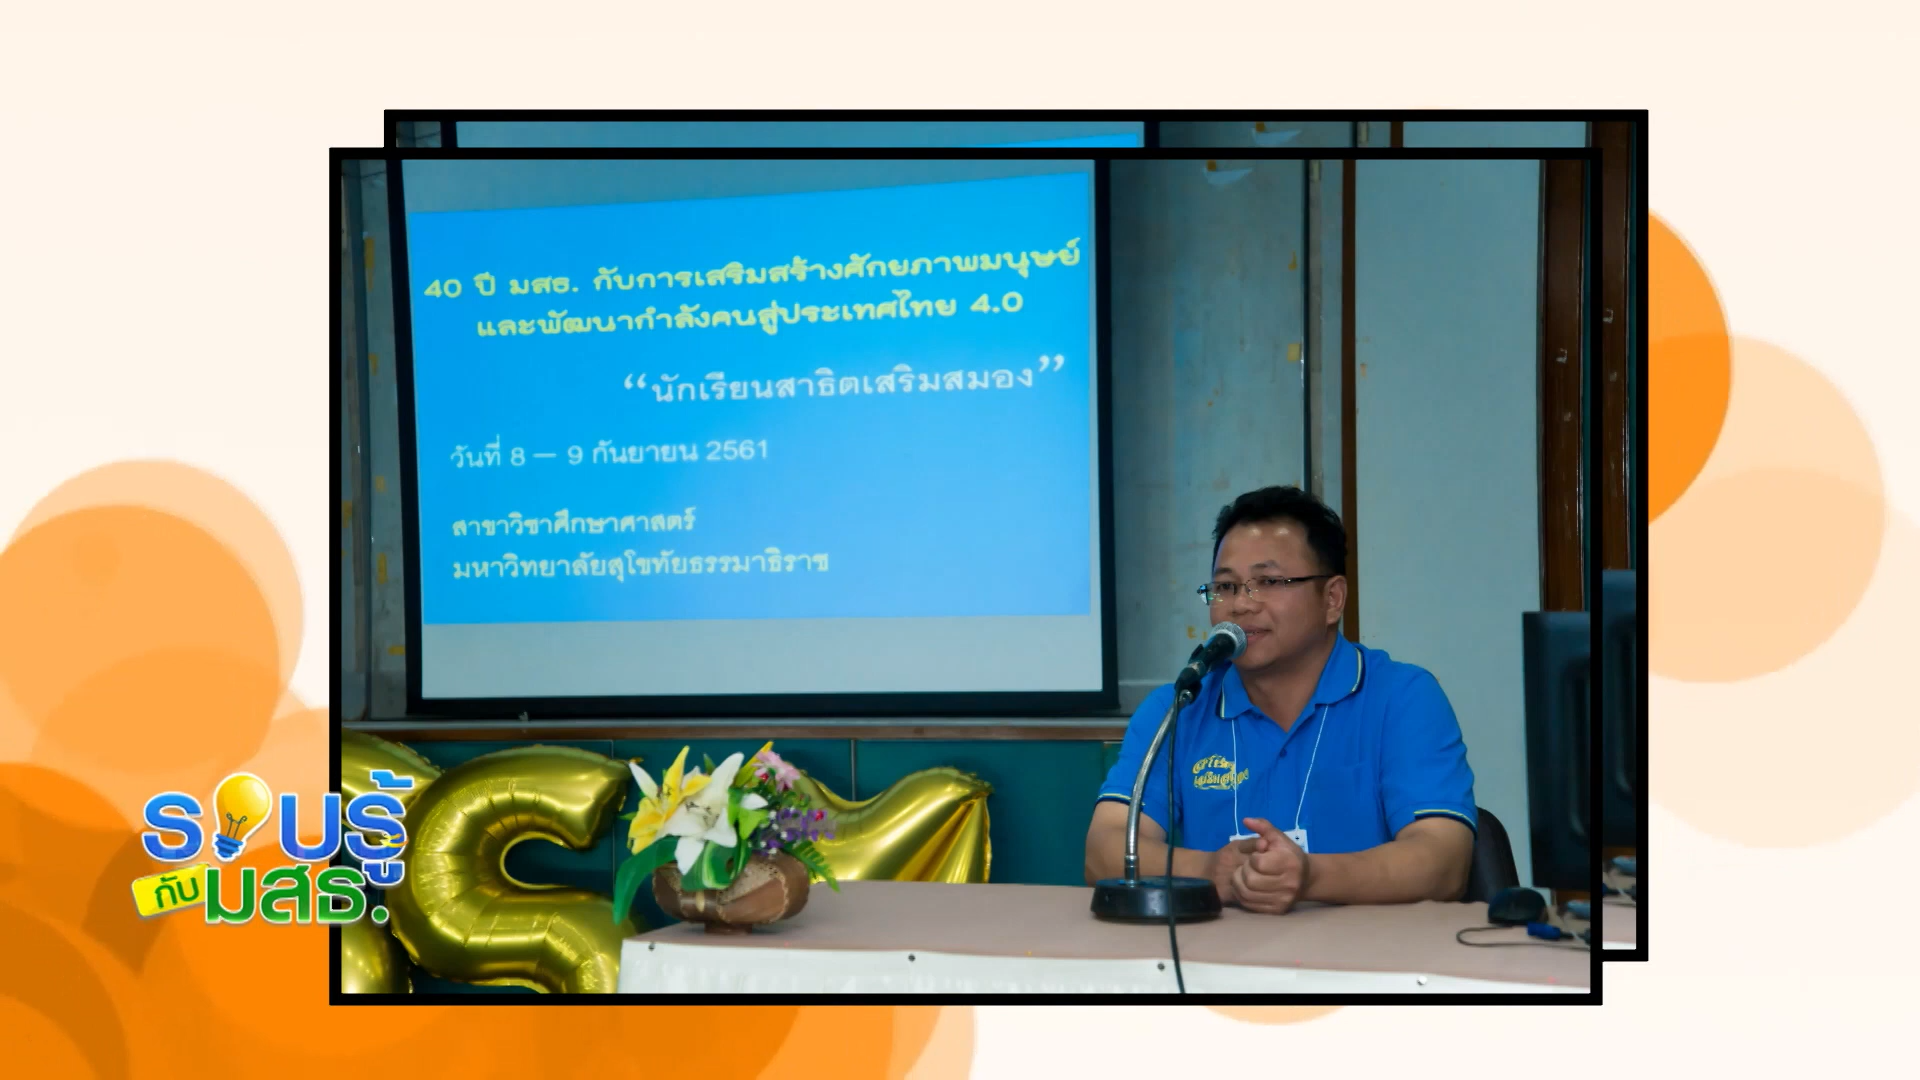 40 ปี มสธ. กับการเสริมสร้างศักยภาพมนุษย์
และพัฒนากำลังคนสู่ประเทศไทย 4.0
“นักเรียนสาธิตเสริมสมอง”
วันที่ 8 – 9 กันยายน 2561
สาขาวิชาศึกษาศาสตร์
มหาวิทยาลัยสุโขทัยธรรมาธิราช
รอบรู้
กับ มสธ.